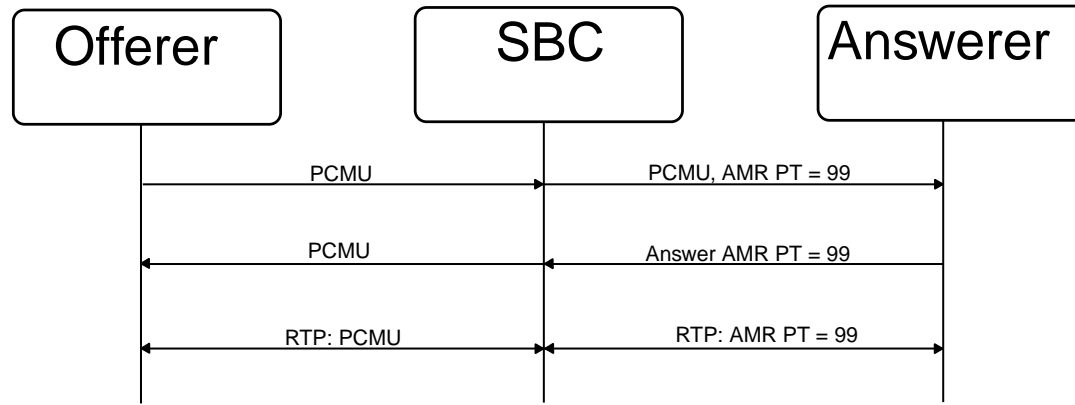 Offerer
SBC
Answerer
PCMU
PCMU, AMR PT = 99
PCMU
Answer AMR PT = 99
RTP: PCMU
RTP: AMR PT = 99